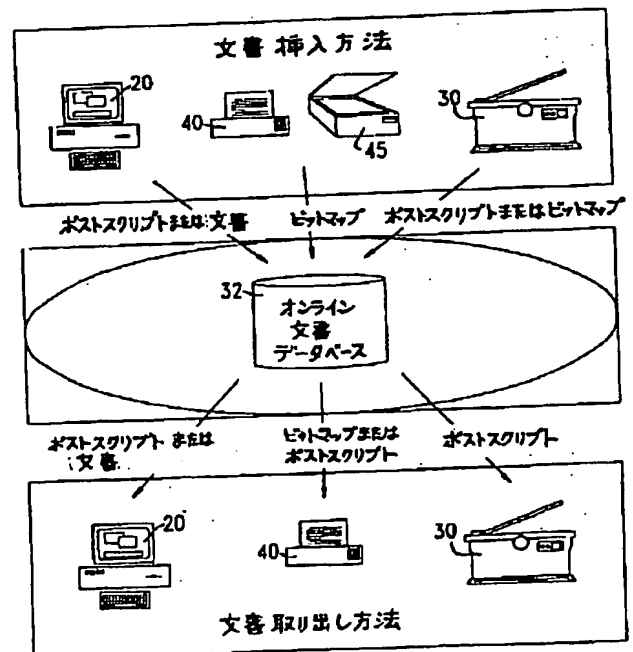 文書挿入方法
20
40
45
30
ポストスクリプトまたは文書
ビットマップ
ポストスクリプトまたはビットマップ
32
オンライン
文書
データベース
ポストスクリプト または
文書
ビットマップまたは
ポストスクリプト
ポストスクリプト
20
40
30
文書取り出し方法